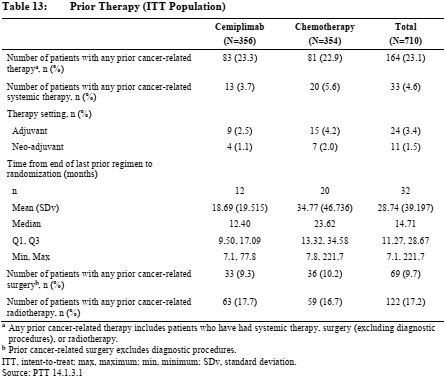 Table 13: Prior Therapy (ITT Population)
Cemiplimab Chemotherapy Total
(N=356) (N=354) (N=710)
Number of patients with any prior cancer-related 83 (23.3) 81 (22.9) 164 (23.1)
therapyᵃ, n (%)
Number of patients with any prior cancer-related 13 (3.7) 20 (5.6) 33 (4.6)
systemic therapy, n (%)
Therapy setting, n (%)
Adjuvant 9 (2.5) 15 (4.2) 24 (3.4)
Neo-adjuvant 4 (1.1) 7 (2.0) 11 (1.5)
Time from end of last prior regimen to
randomization (months)
n 12 20 32
Mean (SDv) 18.69 (19.515) 34.77 (46.736) 28.74 (39.197)
Median 12.40 23.62 14.71
Q1, Q3 9.50, 17.09 13.32, 34.58 11.27, 28.67
Min, Max 7.1, 77.8 7.8, 221.7 7.1, 221.7
Number of patients with any prior cancer-related 33 (9.3) 36 (10.2) 69 (9.7)
surgeryᵇ, n (%)
Number of patients with any prior cancer-related 63 (17.7) 59 (16.7) 122 (17.2)
radiotherapy, n (%)
ᵃ Any prior cancer-related therapy includes patients who have had systemic therapy, surgery (excluding diagnostic
procedures), or radiotherapy.
ᵇ Prior cancer-related surgery excludes diagnostic procedures.
ITT, intent-to-treat; max, maximum; min, minimum; SDv, standard deviation.
Source: PTT 14.1.3.1